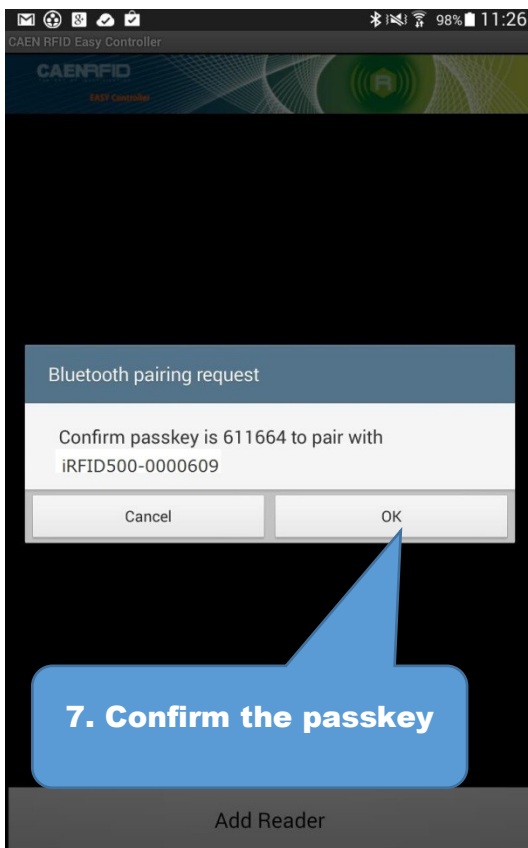 98% 11:26
CAEN RFID Easy Controller
CAENRFID
EASY Controller
R
Bluetooth pairing request
Confirm passkey is 611664 to pair with
iRFID500-0000609
Cancel OK
7. Confirm the passkey
Add Reader